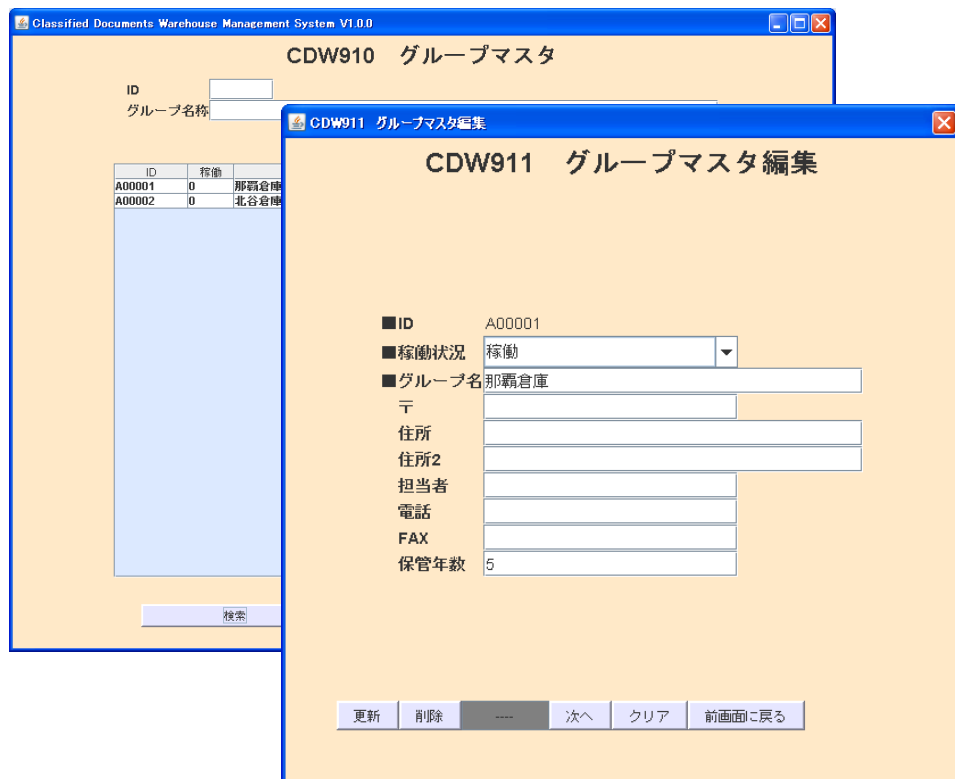 Classified Documents Warehouse Management System V1.0.0
CDW910 グループマスタ
ID
グループ名称
ID 稼働
A00001 0 那覇倉庫
A00002 0 北谷倉庫
検索
CDW911 グループマスタ編集
CDW911 グループマスタ編集
■ID A00001
■稼働状況 稼働
■グループ名 那覇倉庫
〒
住所
住所2
担当者
電話
FAX
保管年数 5
更新 削除 ---- 次へ クリア 前画面に戻る